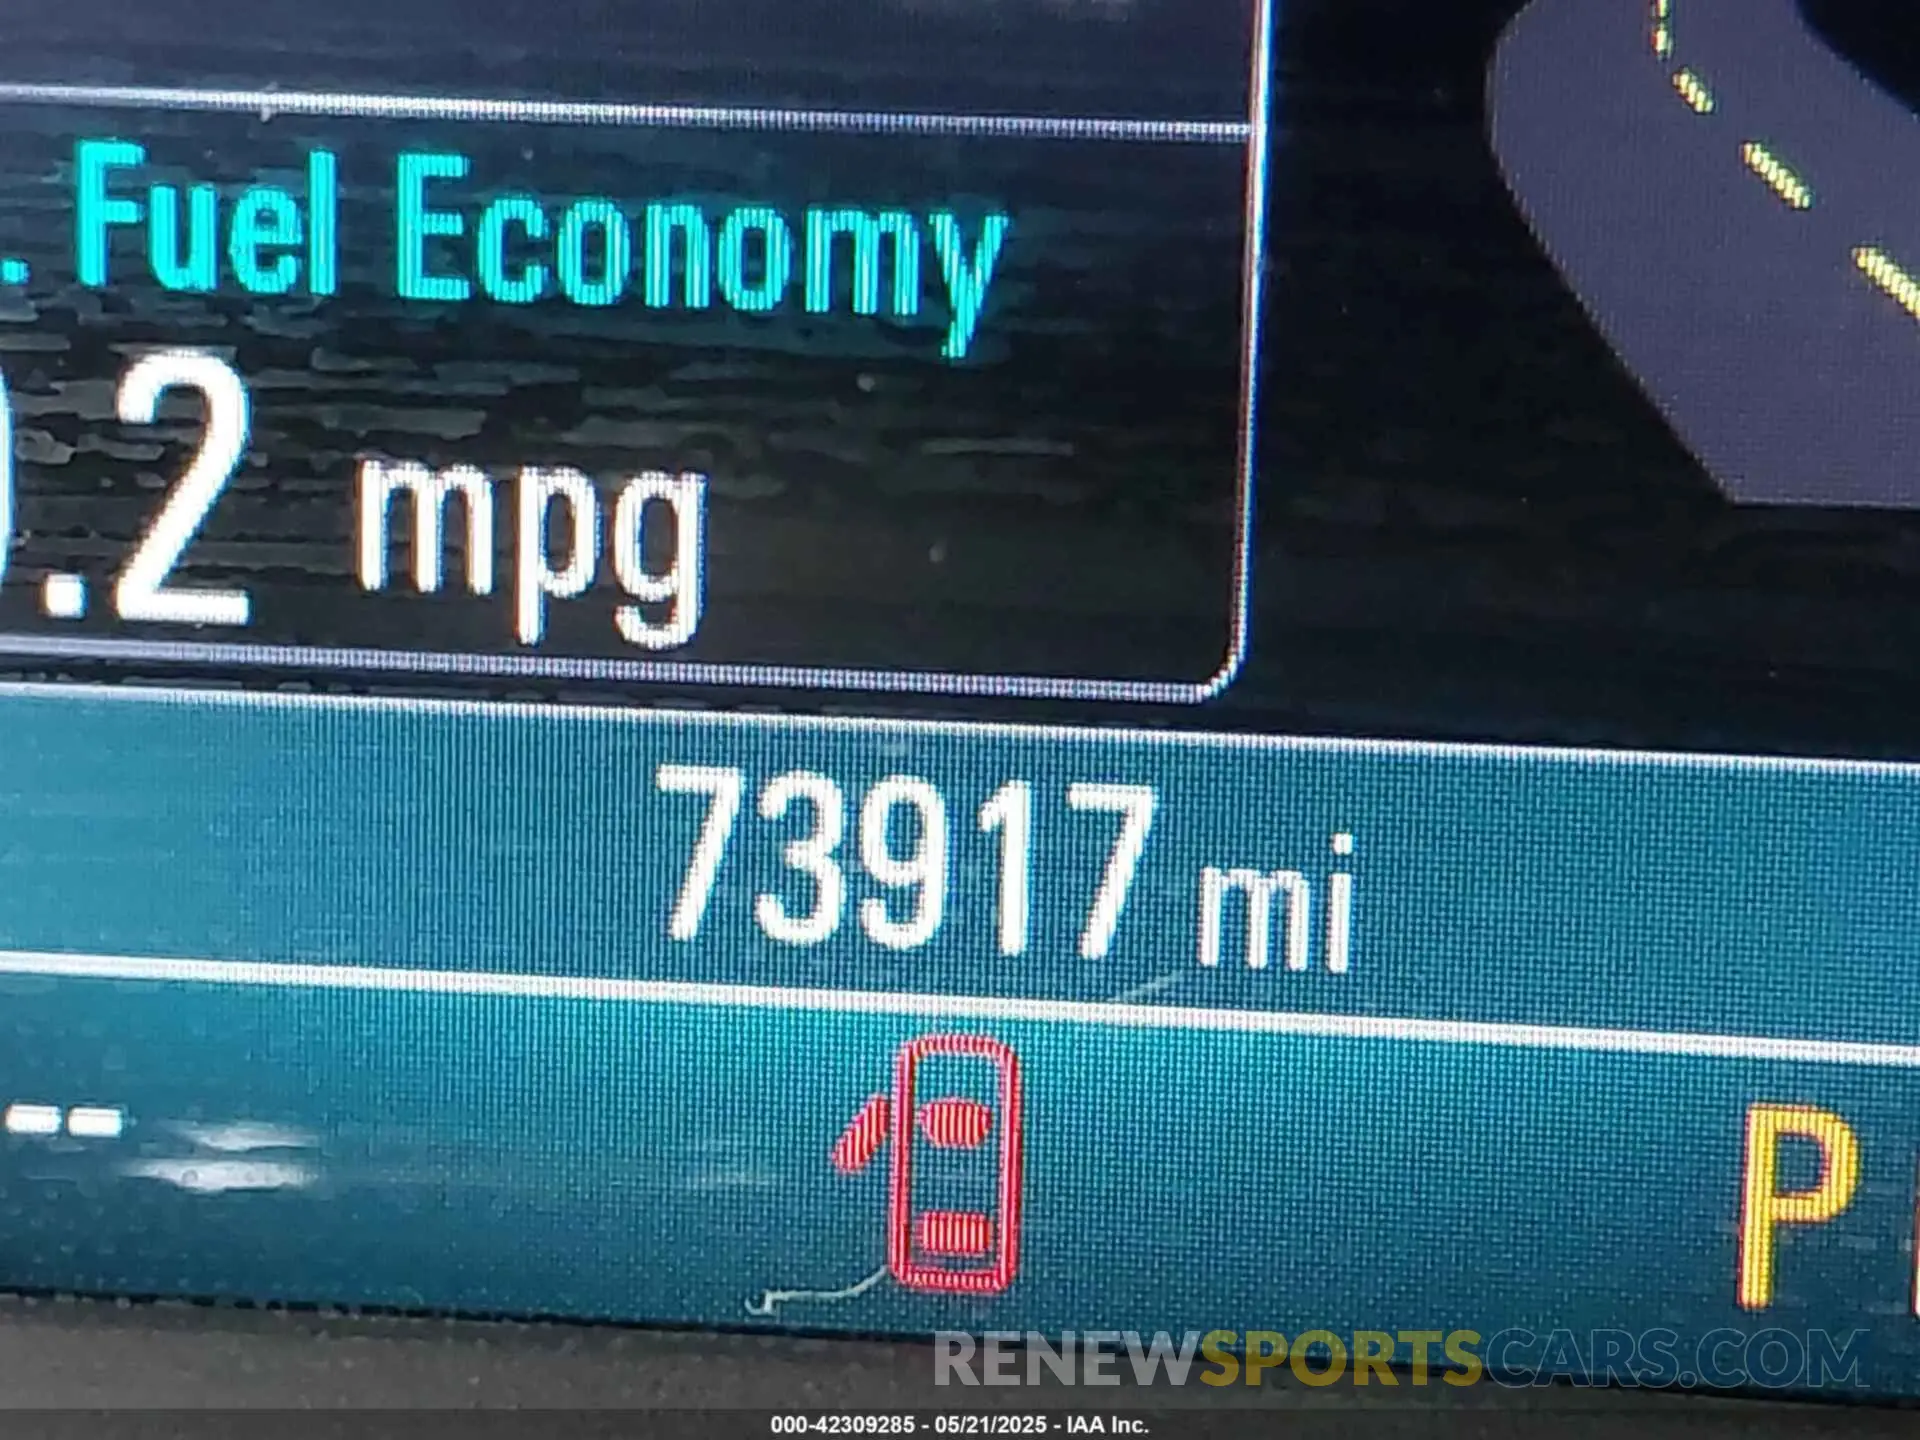 . Fuel Economy
.2 mpg
73917 mi
--
P
RENEWSPORTSCARS.COM
000-42309285 - 05/21/2025 - IAA Inc.